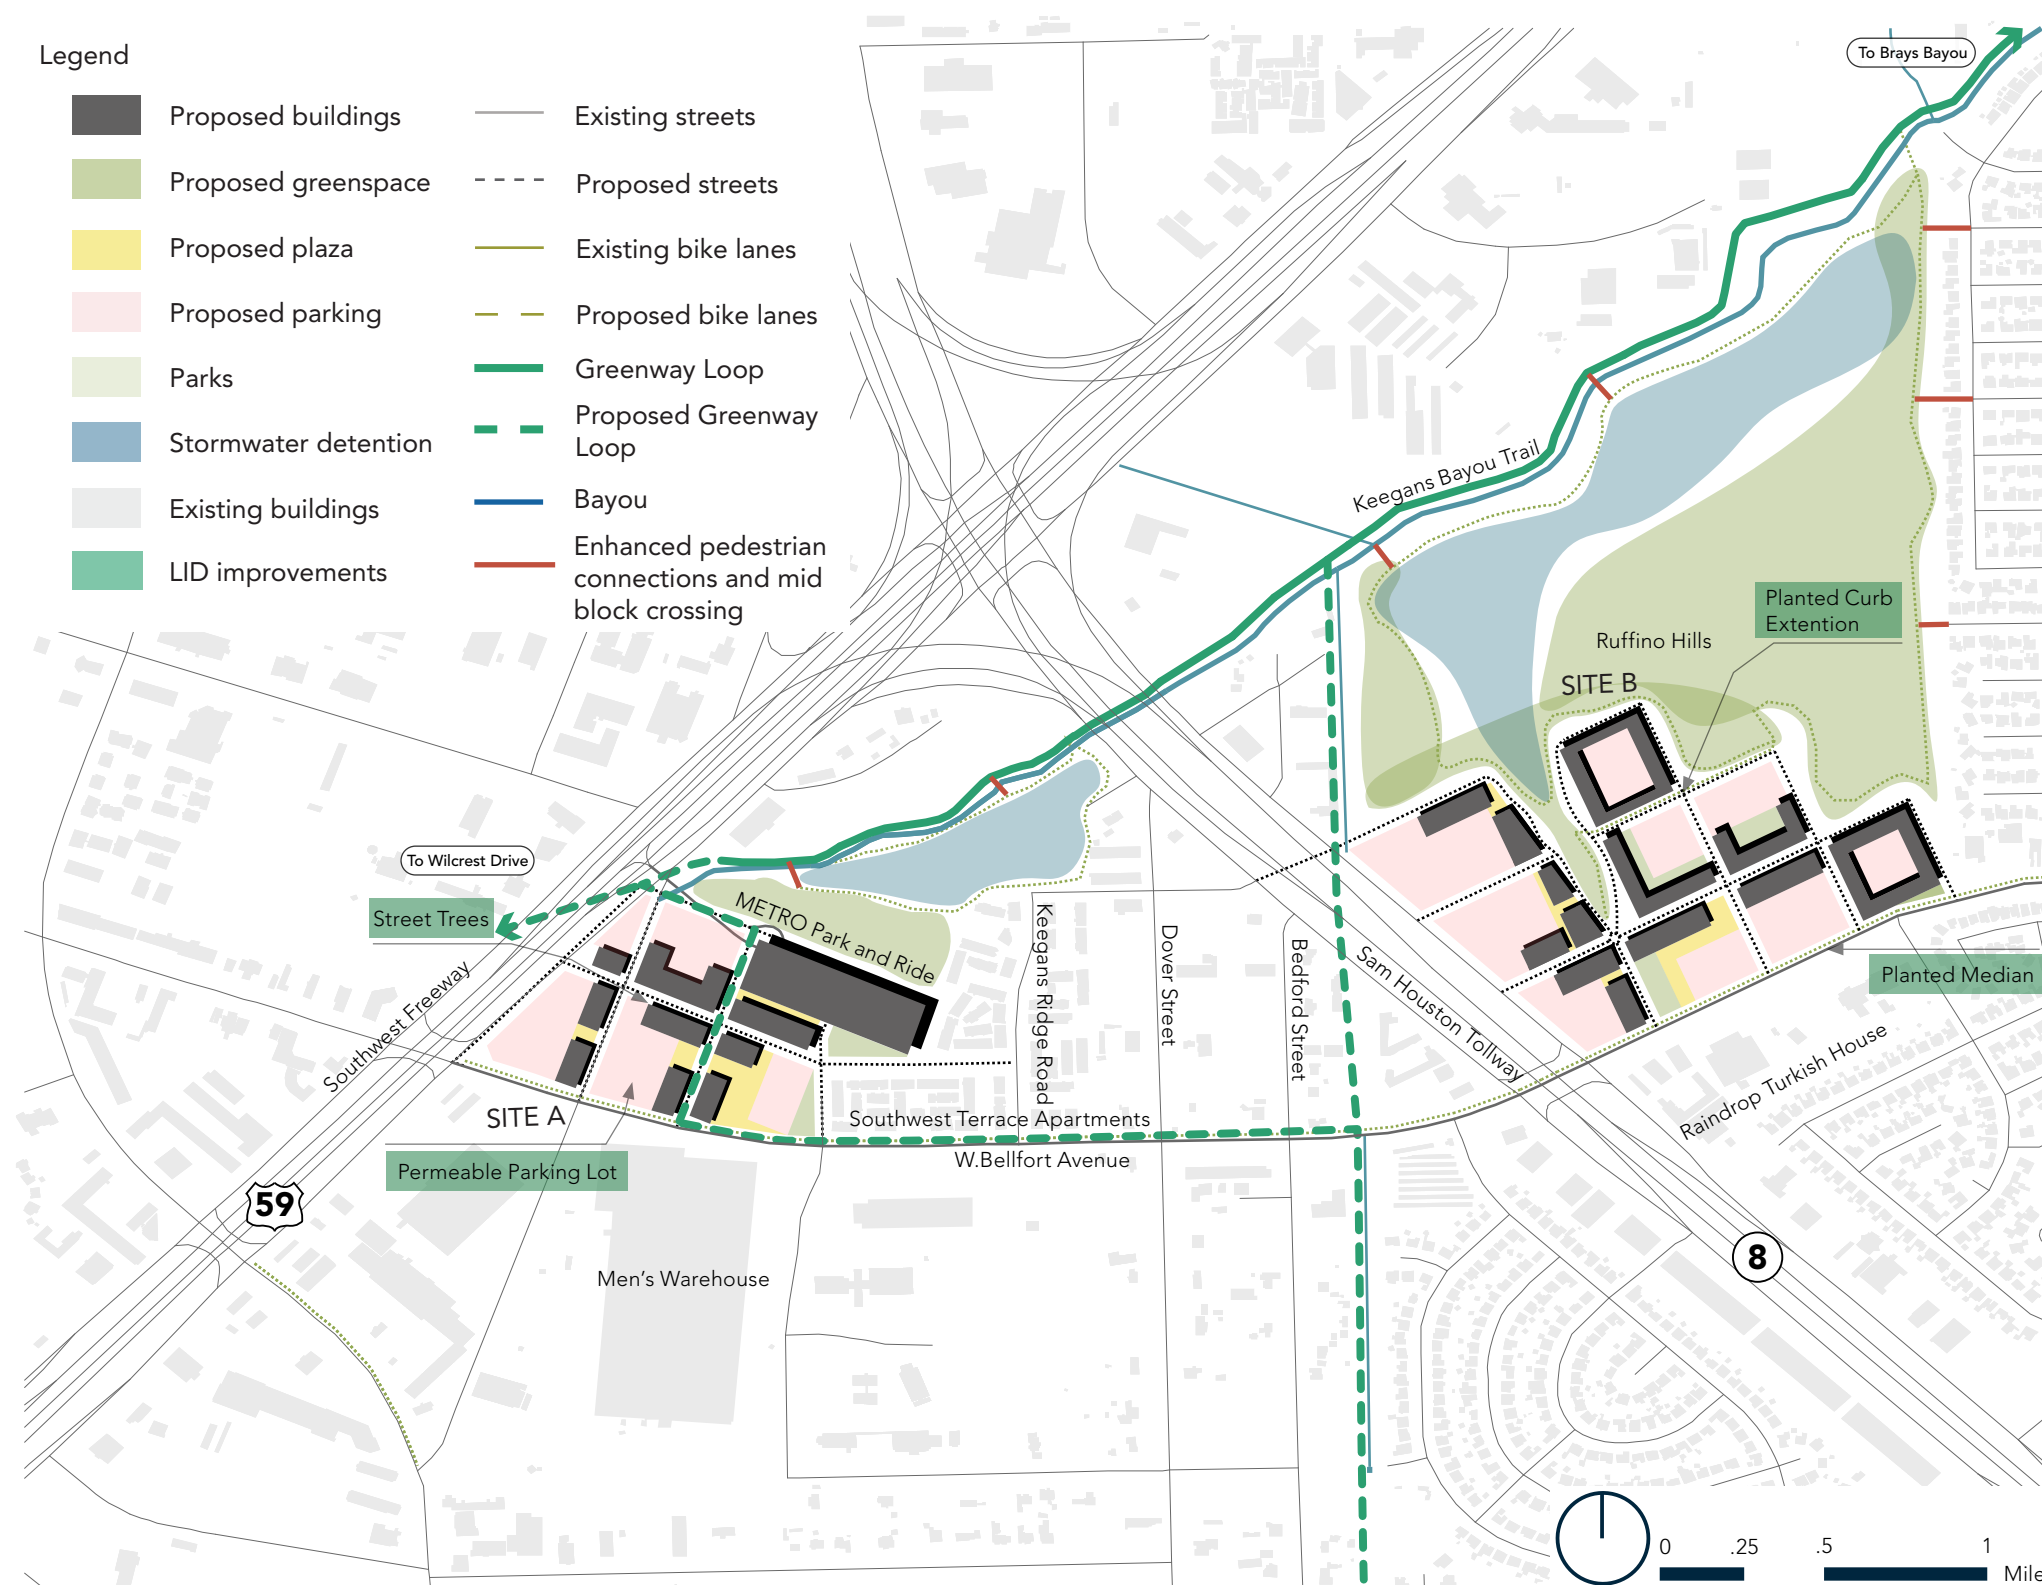 Legend
Proposed buildings
Proposed greenspace
Proposed plaza
Proposed parking
Parks
Stormwater detention
Existing buildings
LID improvements
Existing streets
Proposed streets
Existing bike lanes
Proposed bike lanes
Greenway Loop
Proposed Greenway
Loop
Bayou
Enhanced pedestrian
connections and mid
block crossing
To Brays Bayou
Keegans Bayou Trail
Planted Curb
Extention
Ruffino Hills
SITE B
To Wilcrest Drive
Street Trees
METRO Park and Ride
Southwest Freeway
Keegans Ridge Road
Dover Street
Bedford Street
Sam Houston Tollway
Planted Median
Raindrop Turkish House
SITE A
Southwest Terrace Apartments
W.Bellfort Avenue
Permeable Parking Lot
59
Men's Warehouse
8
0 .25 .5 1
Mile